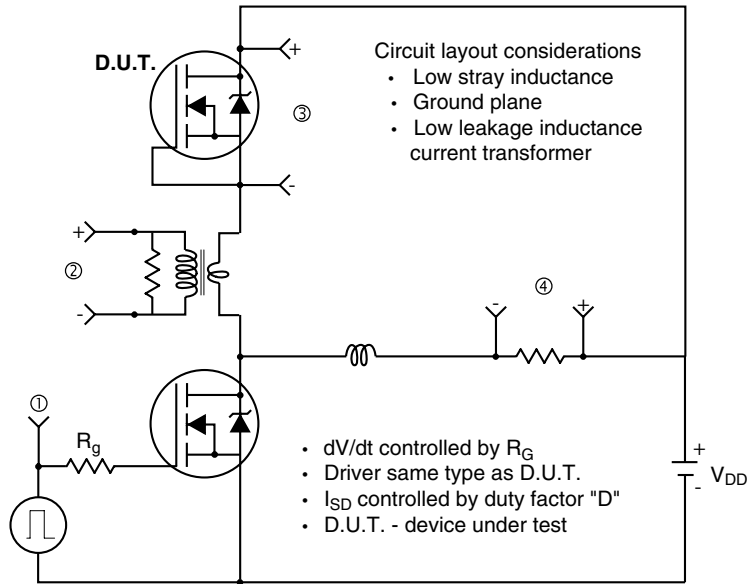 D.U.T.
+
③
-
Circuit layout considerations
• Low stray inductance
• Ground plane
• Low leakage inductance
current transformer
+
②
-
-
④
+
①
Rg
• dV/dt controlled by RG
• Driver same type as D.U.T.
• ISD controlled by duty factor "D"
• D.U.T. - device under test
+
VDD
-